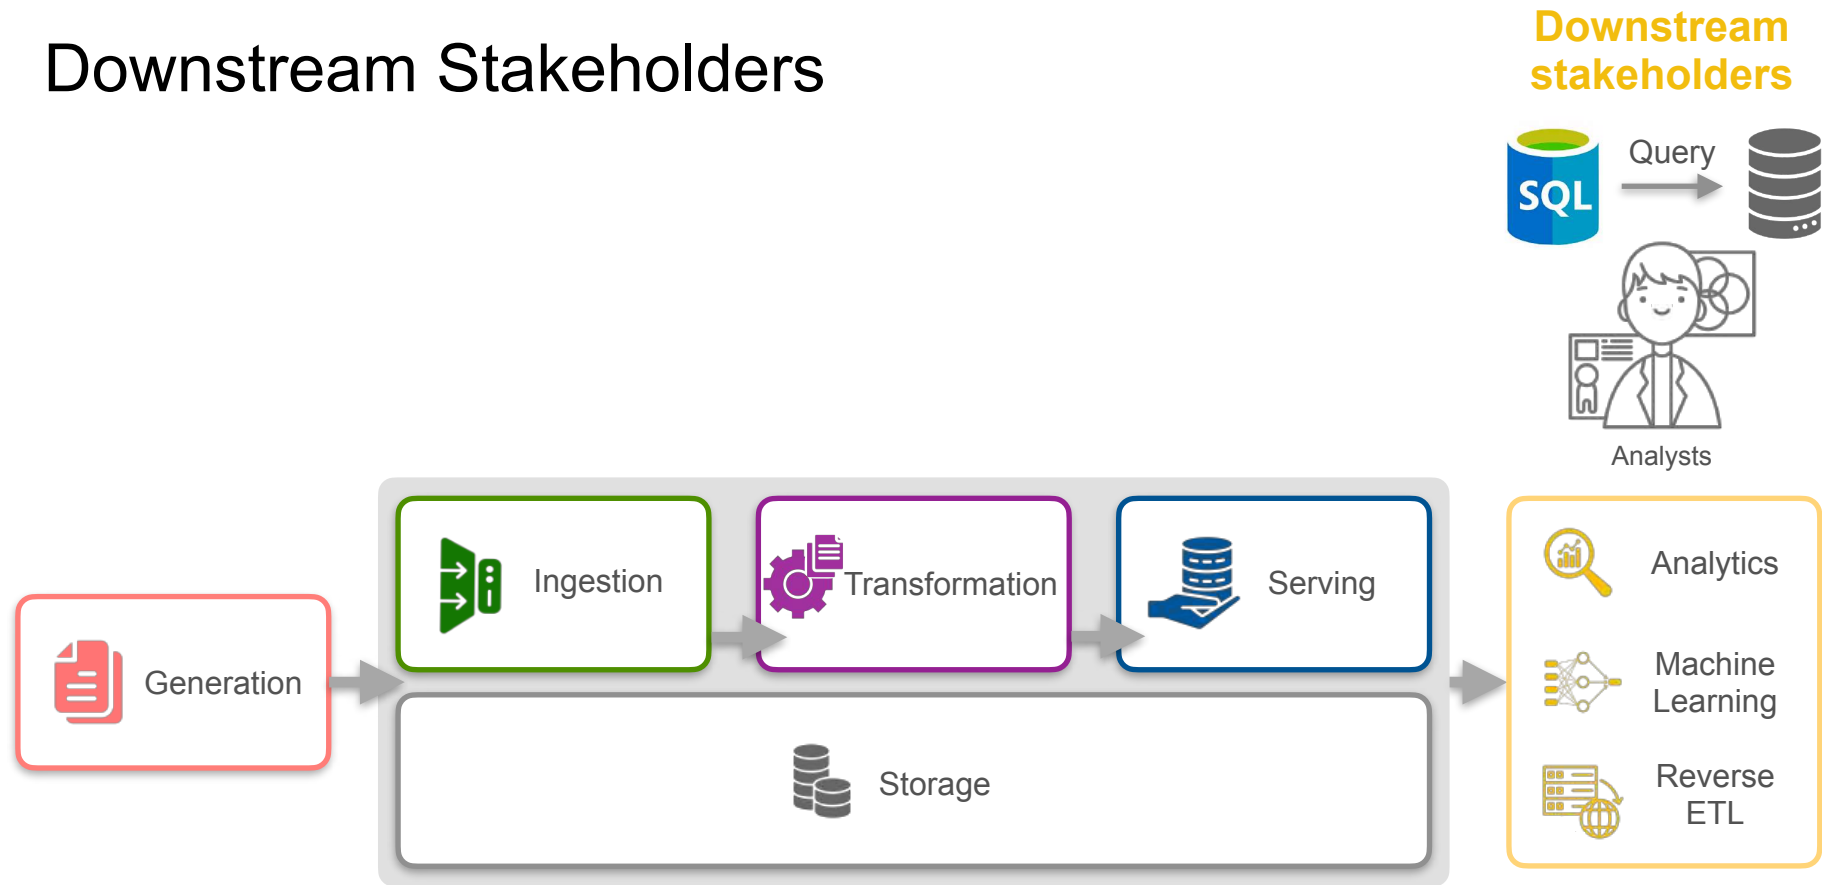 Downstream Stakeholders
Downstream
stakeholders
SQL
Query
Analysts
Generation
Ingestion
Transformation
Serving
Storage
Analytics
Machine
Learning
Reverse
ETL